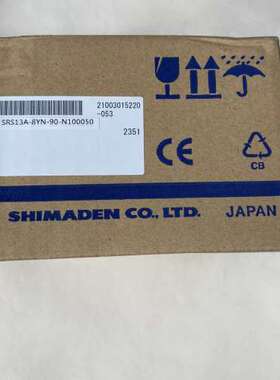 SRS13A-8YN-90-N100050
21003015220
-053
2351
CE
CB
SHIMADEN CO., LTD. JAPAN